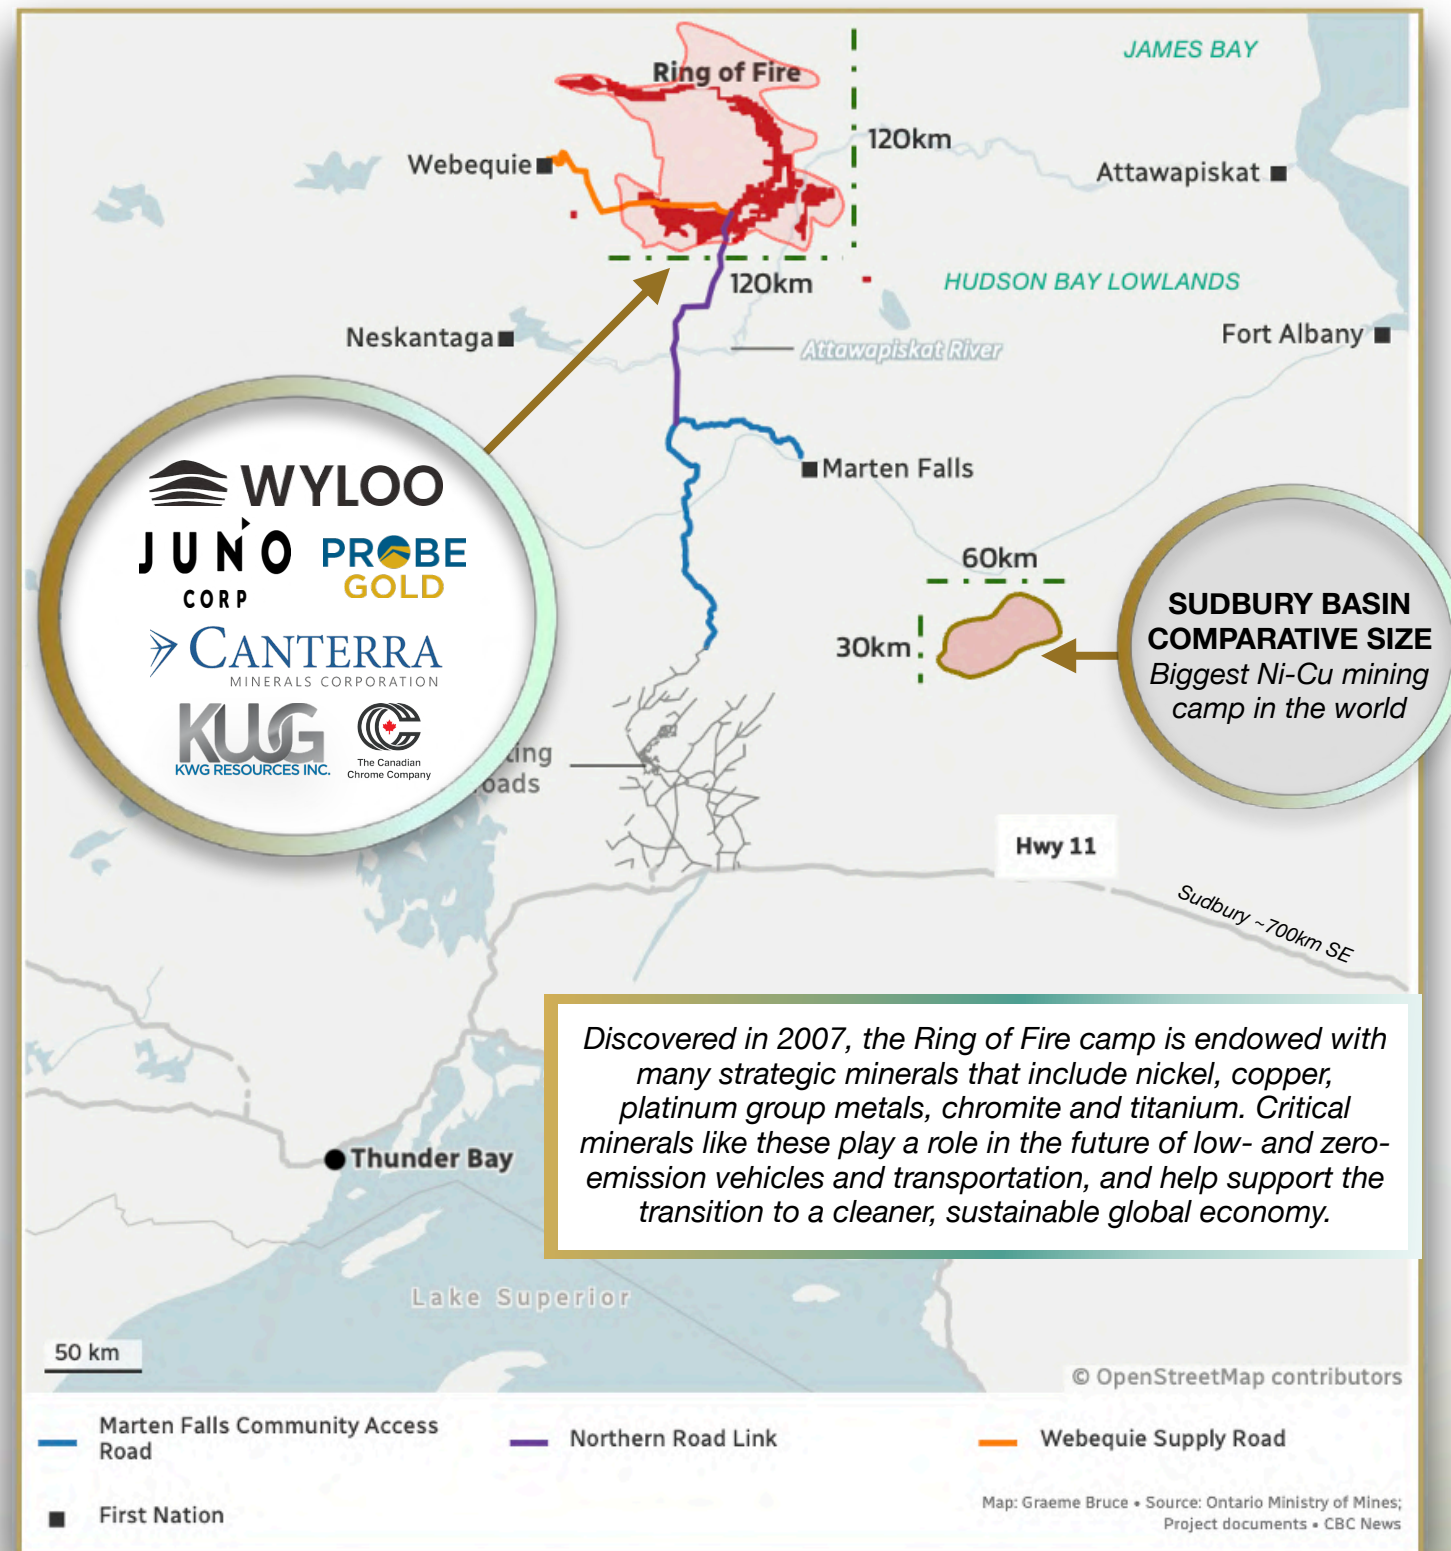 JAMES BAY
Ring of Fire
120km
Webequie
Attawapiskat
120km
HUDSON BAY LOWLANDS
Neskantaga
Attawapiskat River
Fort Albany
Marten Falls
WYLOO
JUNO
CORP
PROBE
GOLD
CANTERRA
MINERALS CORPORATION
KWG
KWG RESOURCES INC.
The Canadian
Chrome Company
60km
30km
SUDBURY BASIN
COMPARATIVE SIZE
Biggest Ni-Cu mining
camp in the world
ting
oads
Hwy 11
Sudbury ~700km SE
Discovered in 2007, the Ring of Fire camp is endowed with
many strategic minerals that include nickel, copper,
platinum group metals, chromite and titanium. Critical
minerals like these play a role in the future of low- and zero-
emission vehicles and transportation, and help support the
transition to a cleaner, sustainable global economy.
Thunder Bay
Lake Superior
50 km
© OpenStreetMap contributors
Marten Falls Community Access
Road
Northern Road Link
Webequie Supply Road
First Nation
Map: Graeme Bruce • Source: Ontario Ministry of Mines;
Project documents • CBC News